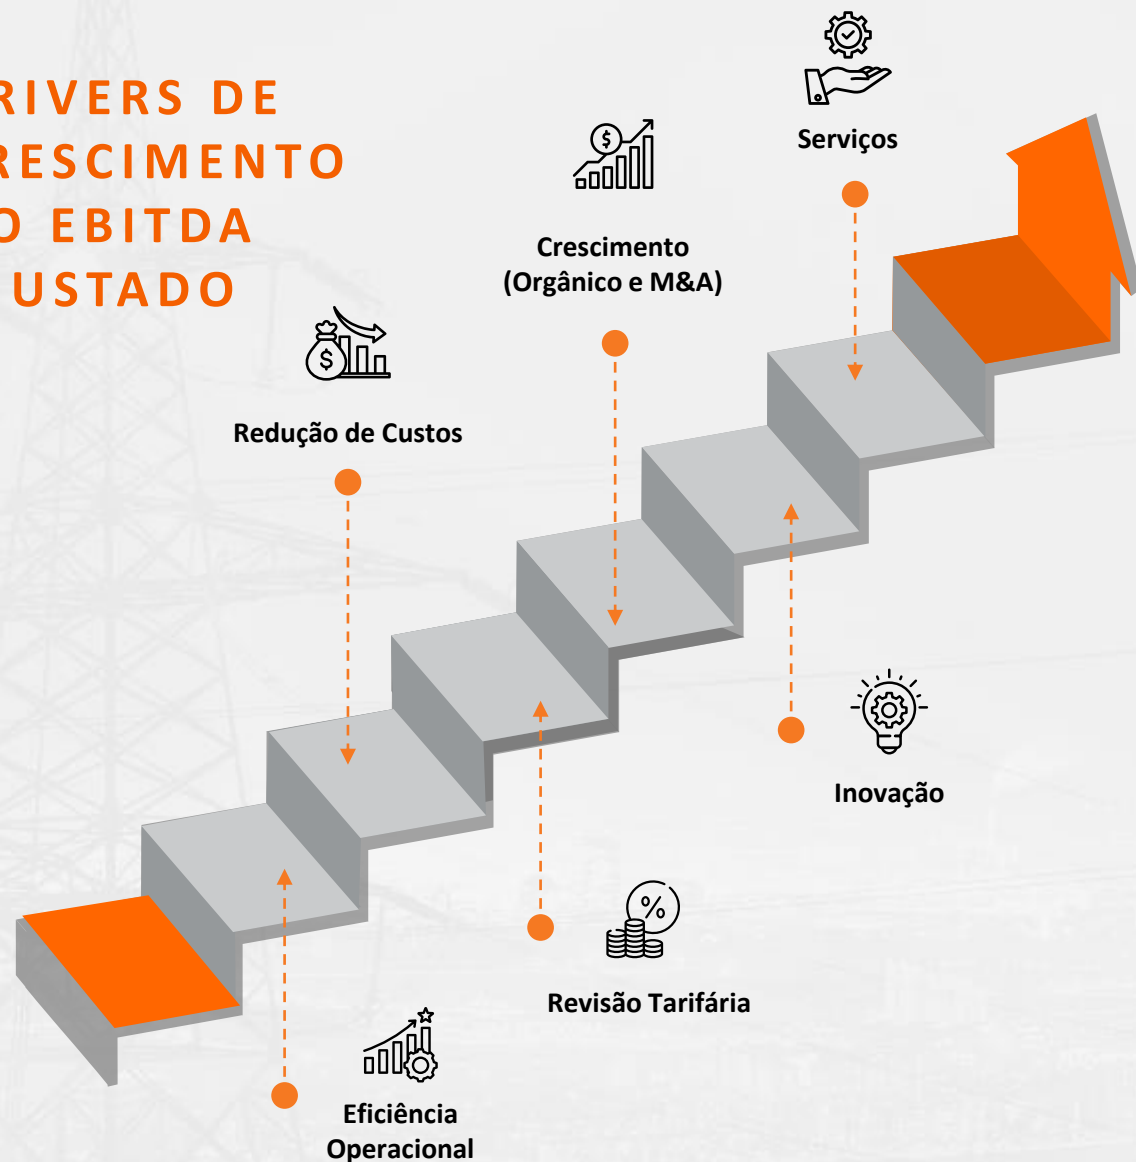 RIVERS DE
RESCIMENTO
O EBITDA
USTADO
Serviços
Crescimento
(Orgânico e M&A)
Redução de Custos
Inovação
Revisão Tarifária
Eficiência
Operacional